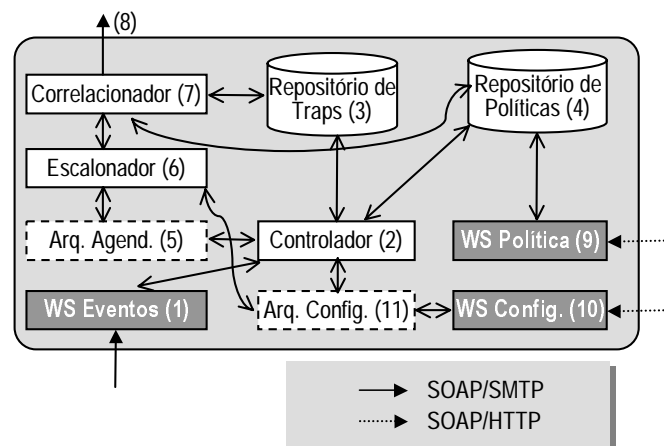 (8)
Correlacionador (7)
Repositório de
Traps (3)
Repositório de
Políticas (4)
Escalonador (6)
Arq. Agend. (5)
Controlador (2)
WS Política (9)
WS Eventos (1)
Arq. Config. (11)
WS Config. (10)
SOAP/SMTP
SOAP/HTTP